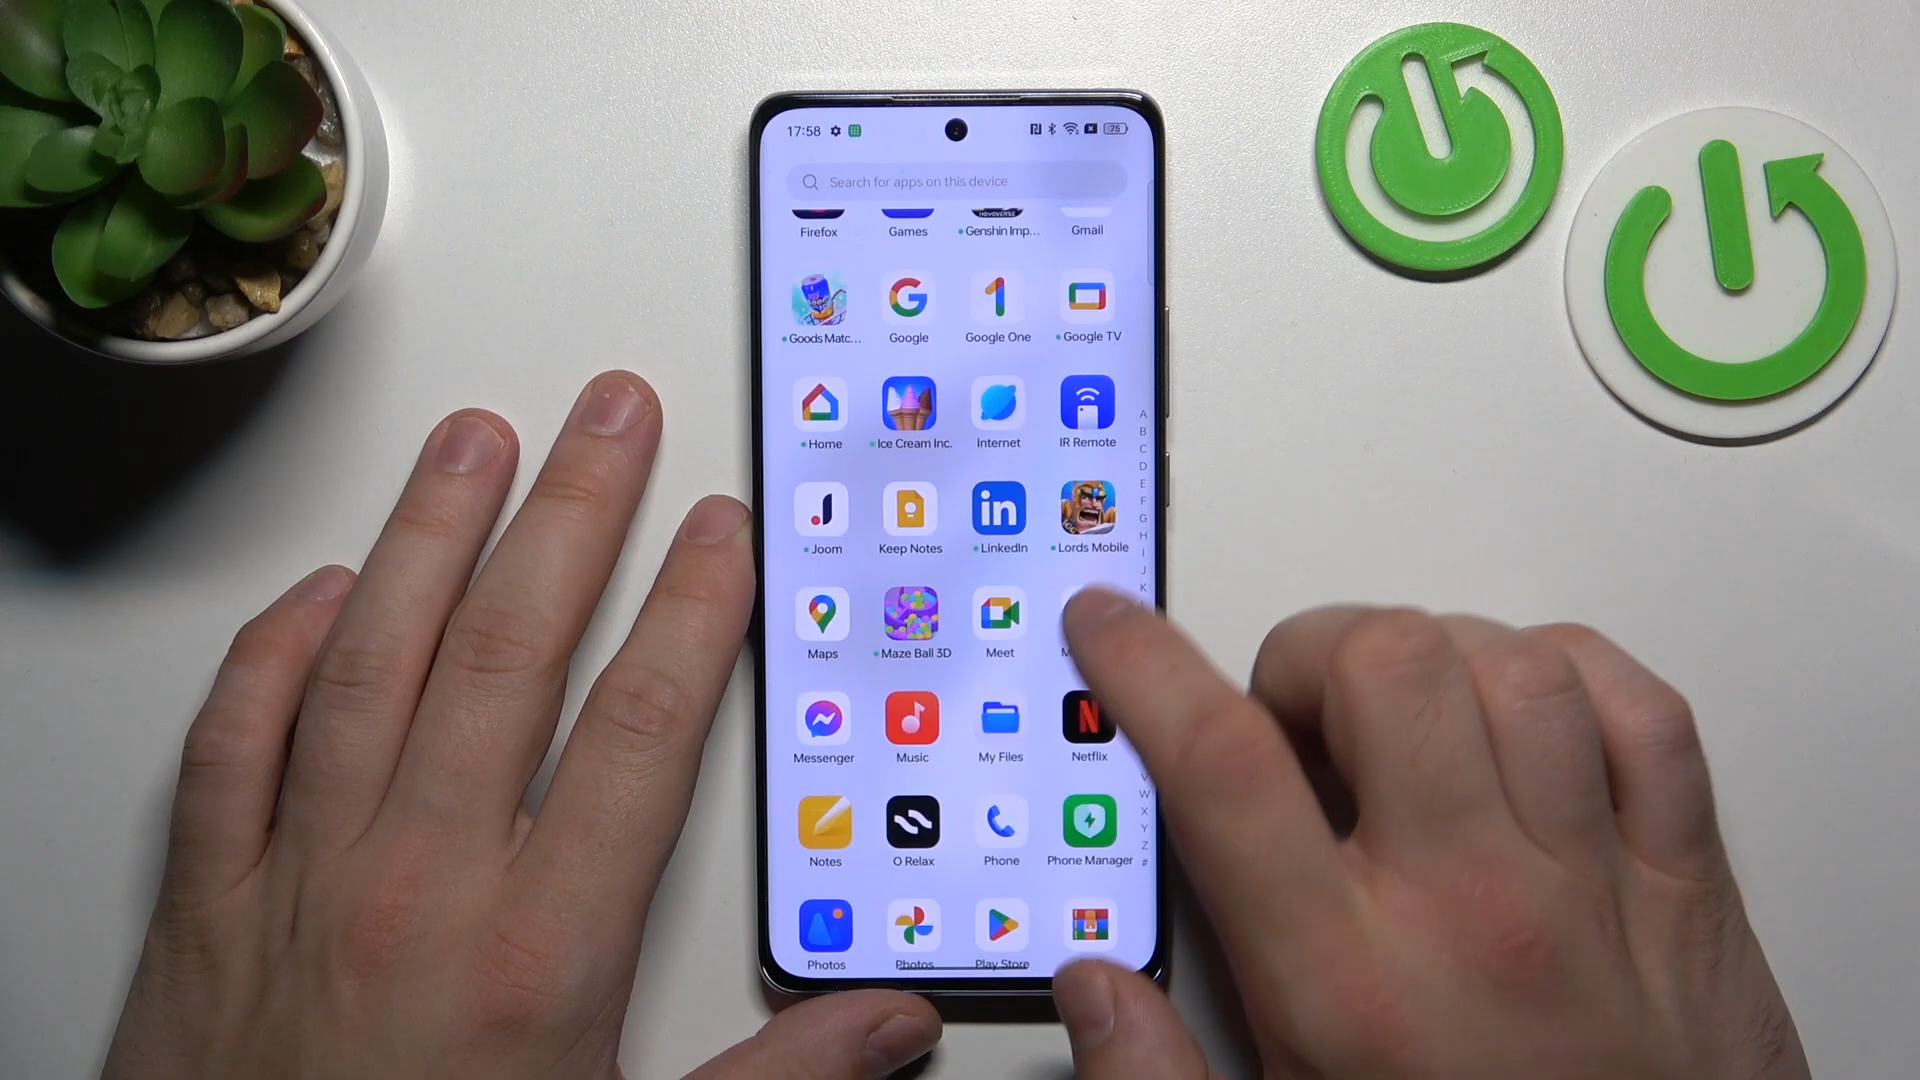 17:58 75
Search for apps on this device
Firefox Games Genshin Imp... Gmail
Goods Matc... Google Google One Google TV
Home Ice Cream Inc. Internet IR Remote
Joom Keep Notes LinkedIn Lords Mobile
Maps Maze Ball 3D Meet
Messenger Music My Files Netflix
Notes O Relax Phone Phone Manager
Photos Photos Play Store
A
B
C
D
E
F
G
H
I
J
K
V
W
X
Y
Z
#